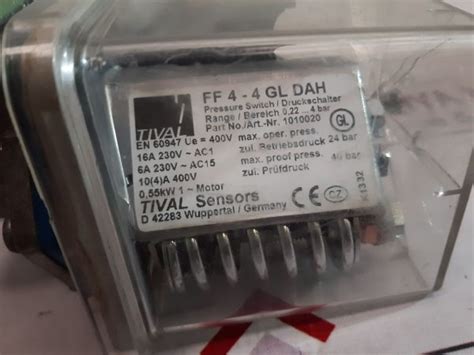 TIVAL
FF 4 - 4 GL DAH
Pressure Switch / Druckschalter
Range / Bereich 0,22 ... 4 bar
Part No./Art.-Nr. 1010020
GL
EN 60947 Ue = 400V max. oper. press.
16A 230V ~ AC1 zul. Betriebsdruck 24 bar
6A 230V ~ AC15 max. proof press. 40 bar
10(4)A 400V zul. Prüfdruck
0,55kW 1 ~ Motor
TIVAL Sensors
D 42283 Wuppertal / Germany
CE
CZ
K1332